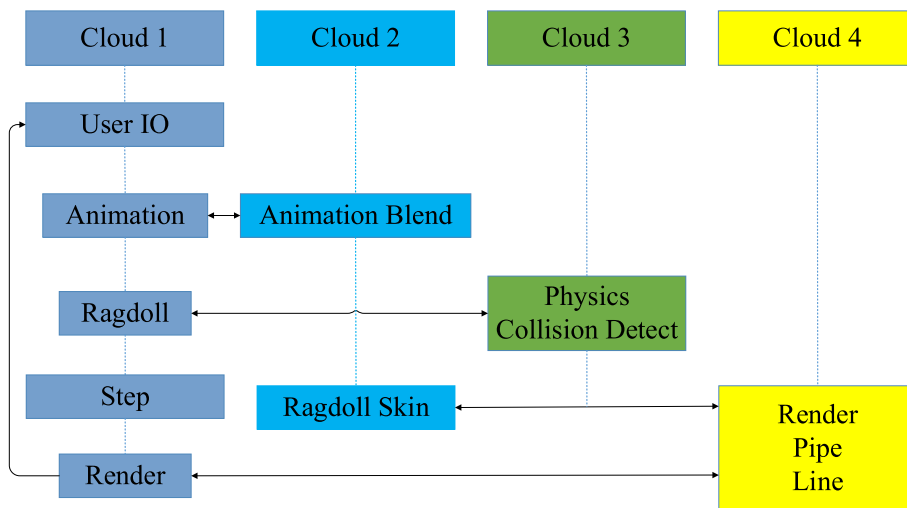 Cloud 1
Cloud 2
Cloud 3
Cloud 4
User IO
Animation
Animation Blend
Ragdoll
Physics
Collision Detect
Step
Ragdoll Skin
Render
Render
Pipe
Line